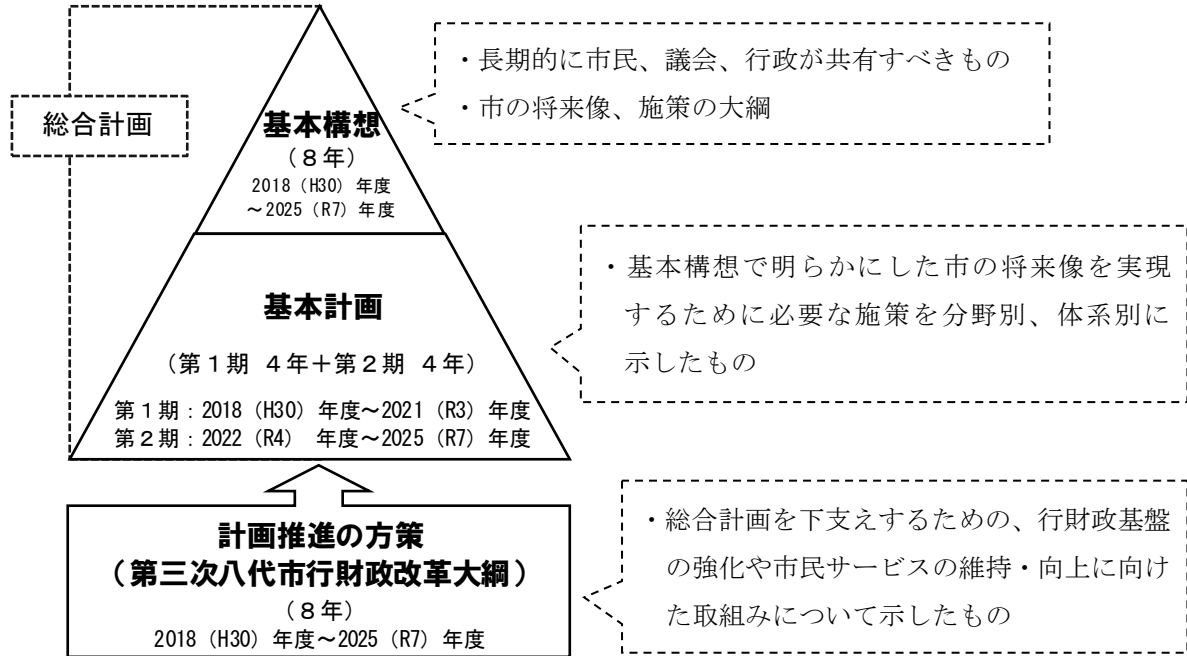 総合計画
基本構想
（８年）
2018（H30）年度
～2025（R7）年度
・長期的に市民、議会、行政が共有すべきもの
・市の将来像、施策の大綱
基本計画
（第１期 ４年＋第２期 ４年）
第１期：2018（H30）年度～2021（R3）年度
第２期：2022（R4） 年度～2025（R7）年度
・基本構想で明らかにした市の将来像を実現
するために必要な施策を分野別、体系別に
示したもの
計画推進の方策
（第三次八代市行財政改革大綱）
（８年）
2018（H30）年度～2025（R7）年度
・総合計画を下支えするための、行財政基盤
の強化や市民サービスの維持・向上に向け
た取組みについて示したもの